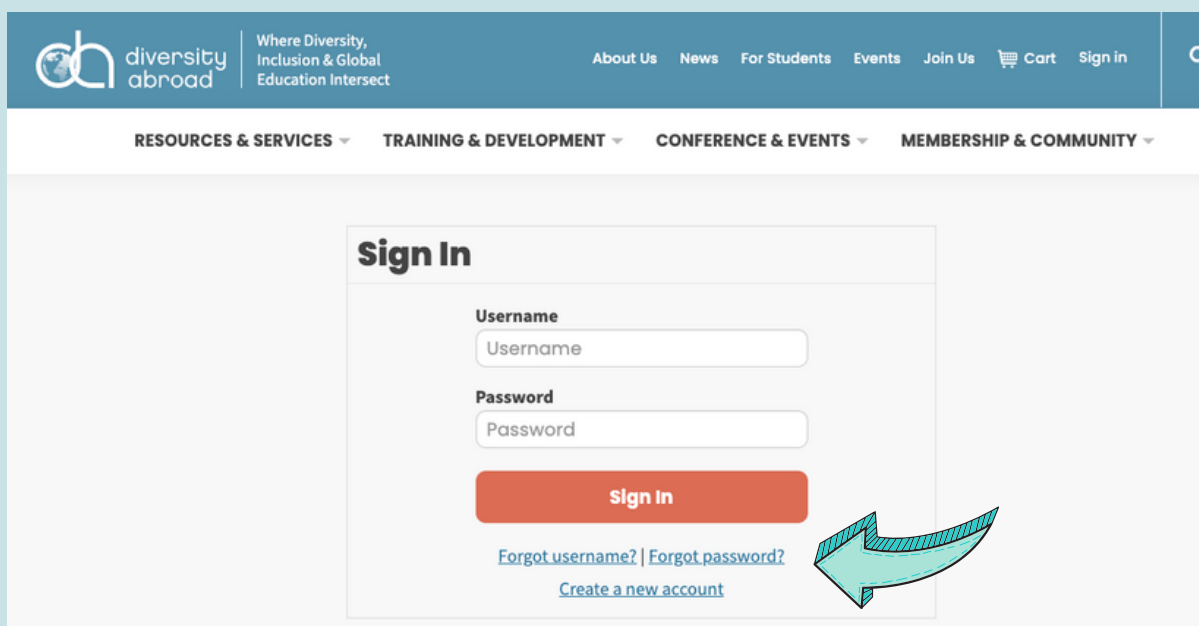 diversity
abroad
Where Diversity,
Inclusion & Global
Education Intersect
About Us News For Students Events Join Us Cart Sign in
RESOURCES & SERVICES TRAINING & DEVELOPMENT CONFERENCE & EVENTS MEMBERSHIP & COMMUNITY
Sign In
Username
Username
Password
Password
Sign In
Forgot username? | Forgot password?
Create a new account